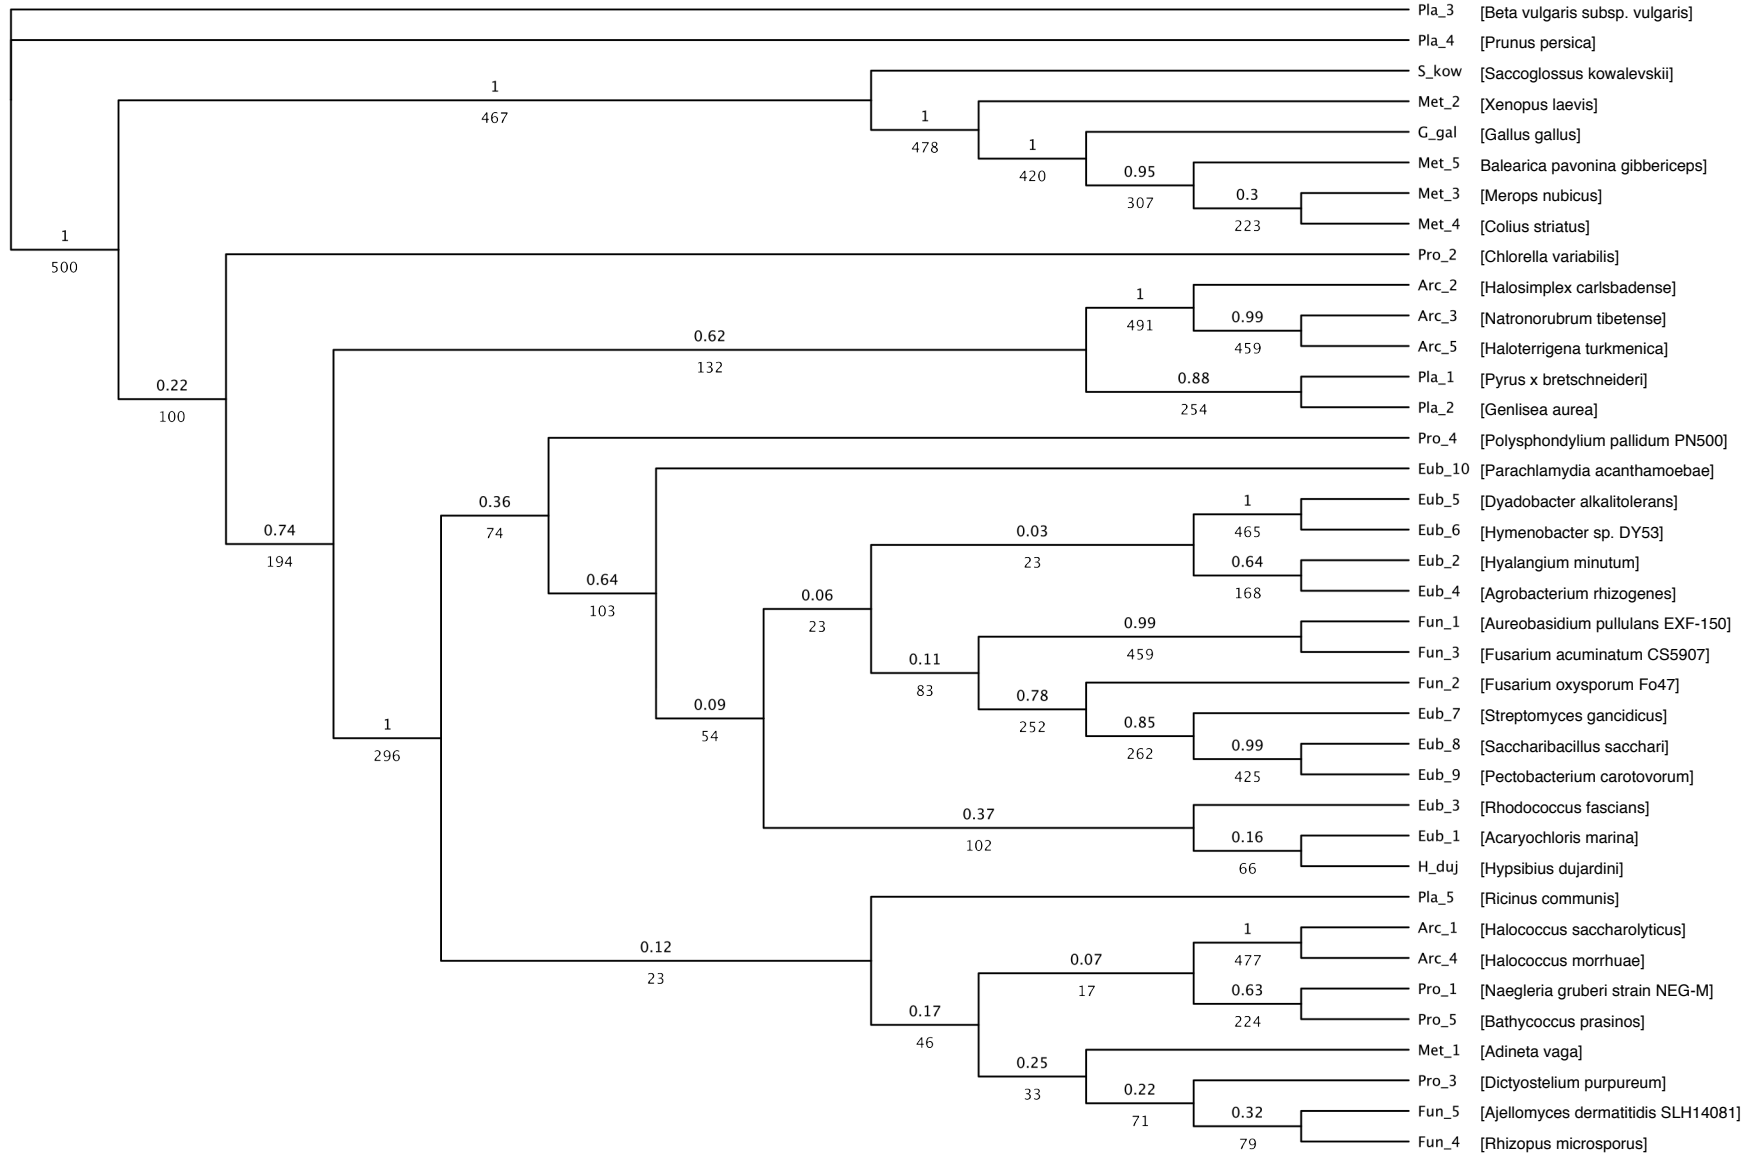 Pla_3 [Beta vulgaris subsp. vulgaris]
Pla_4 [Prunus persica]
S_kow [Saccoglossus kowalevskii]
1
467
Met_2 [Xenopus laevis]
1
478
G_gal [Gallus gallus]
1
420
Met_5 Balearica pavonina gibbericeps]
0.95
307
Met_3 [Merops nubicus]
0.3
223
Met_4 [Colius striatus]
1
500
Pro_2 [Chlorella variabilis]
Arc_2 [Halosimplex carlsbadense]
1
491
Arc_3 [Natronorubrum tibetense]
0.99
459
Arc_5 [Haloterrigena turkmenica]
0.62
132
Pla_1 [Pyrus x bretschneideri]
0.88
254
Pla_2 [Genlisea aurea]
0.22
100
Pro_4 [Polysphondylium pallidum PN500]
Eub_10 [Parachlamydia acanthamoebae]
0.36
74
Eub_5 [Dyadobacter alkalitolerans]
1
465
Eub_6 [Hymenobacter sp. DY53]
0.03
23
0.74
194
Eub_2 [Hyalangium minutum]
0.64
168
Eub_4 [Agrobacterium rhizogenes]
0.64
103
0.06
23
Fun_1 [Aureobasidium pullulans EXF-150]
0.99
459
Fun_3 [Fusarium acuminatum CS5907]
0.11
83
Fun_2 [Fusarium oxysporum Fo47]
0.78
252
Eub_7 [Streptomyces gancidicus]
0.85
262
0.09
54
1
296
Eub_8 [Saccharibacillus sacchari]
0.99
425
Eub_9 [Pectobacterium carotovorum]
Eub_3 [Rhodococcus fascians]
0.37
102
Eub_1 [Acaryochloris marina]
0.16
66
H_duj [Hypsibius dujardini]
Pla_5 [Ricinus communis]
0.12
23
Arc_1 [Halococcus saccharolyticus]
1
477
Arc_4 [Halococcus morrhuae]
0.07
17
Pro_1 [Naegleria gruberi strain NEG-M]
0.63
224
Pro_5 [Bathycoccus prasinos]
0.17
46
Met_1 [Adineta vaga]
0.25
33
Pro_3 [Dictyostelium purpureum]
0.22
71
Fun_5 [Ajellomyces dermatitidis SLH14081]
0.32
79
Fun_4 [Rhizopus microsporus]